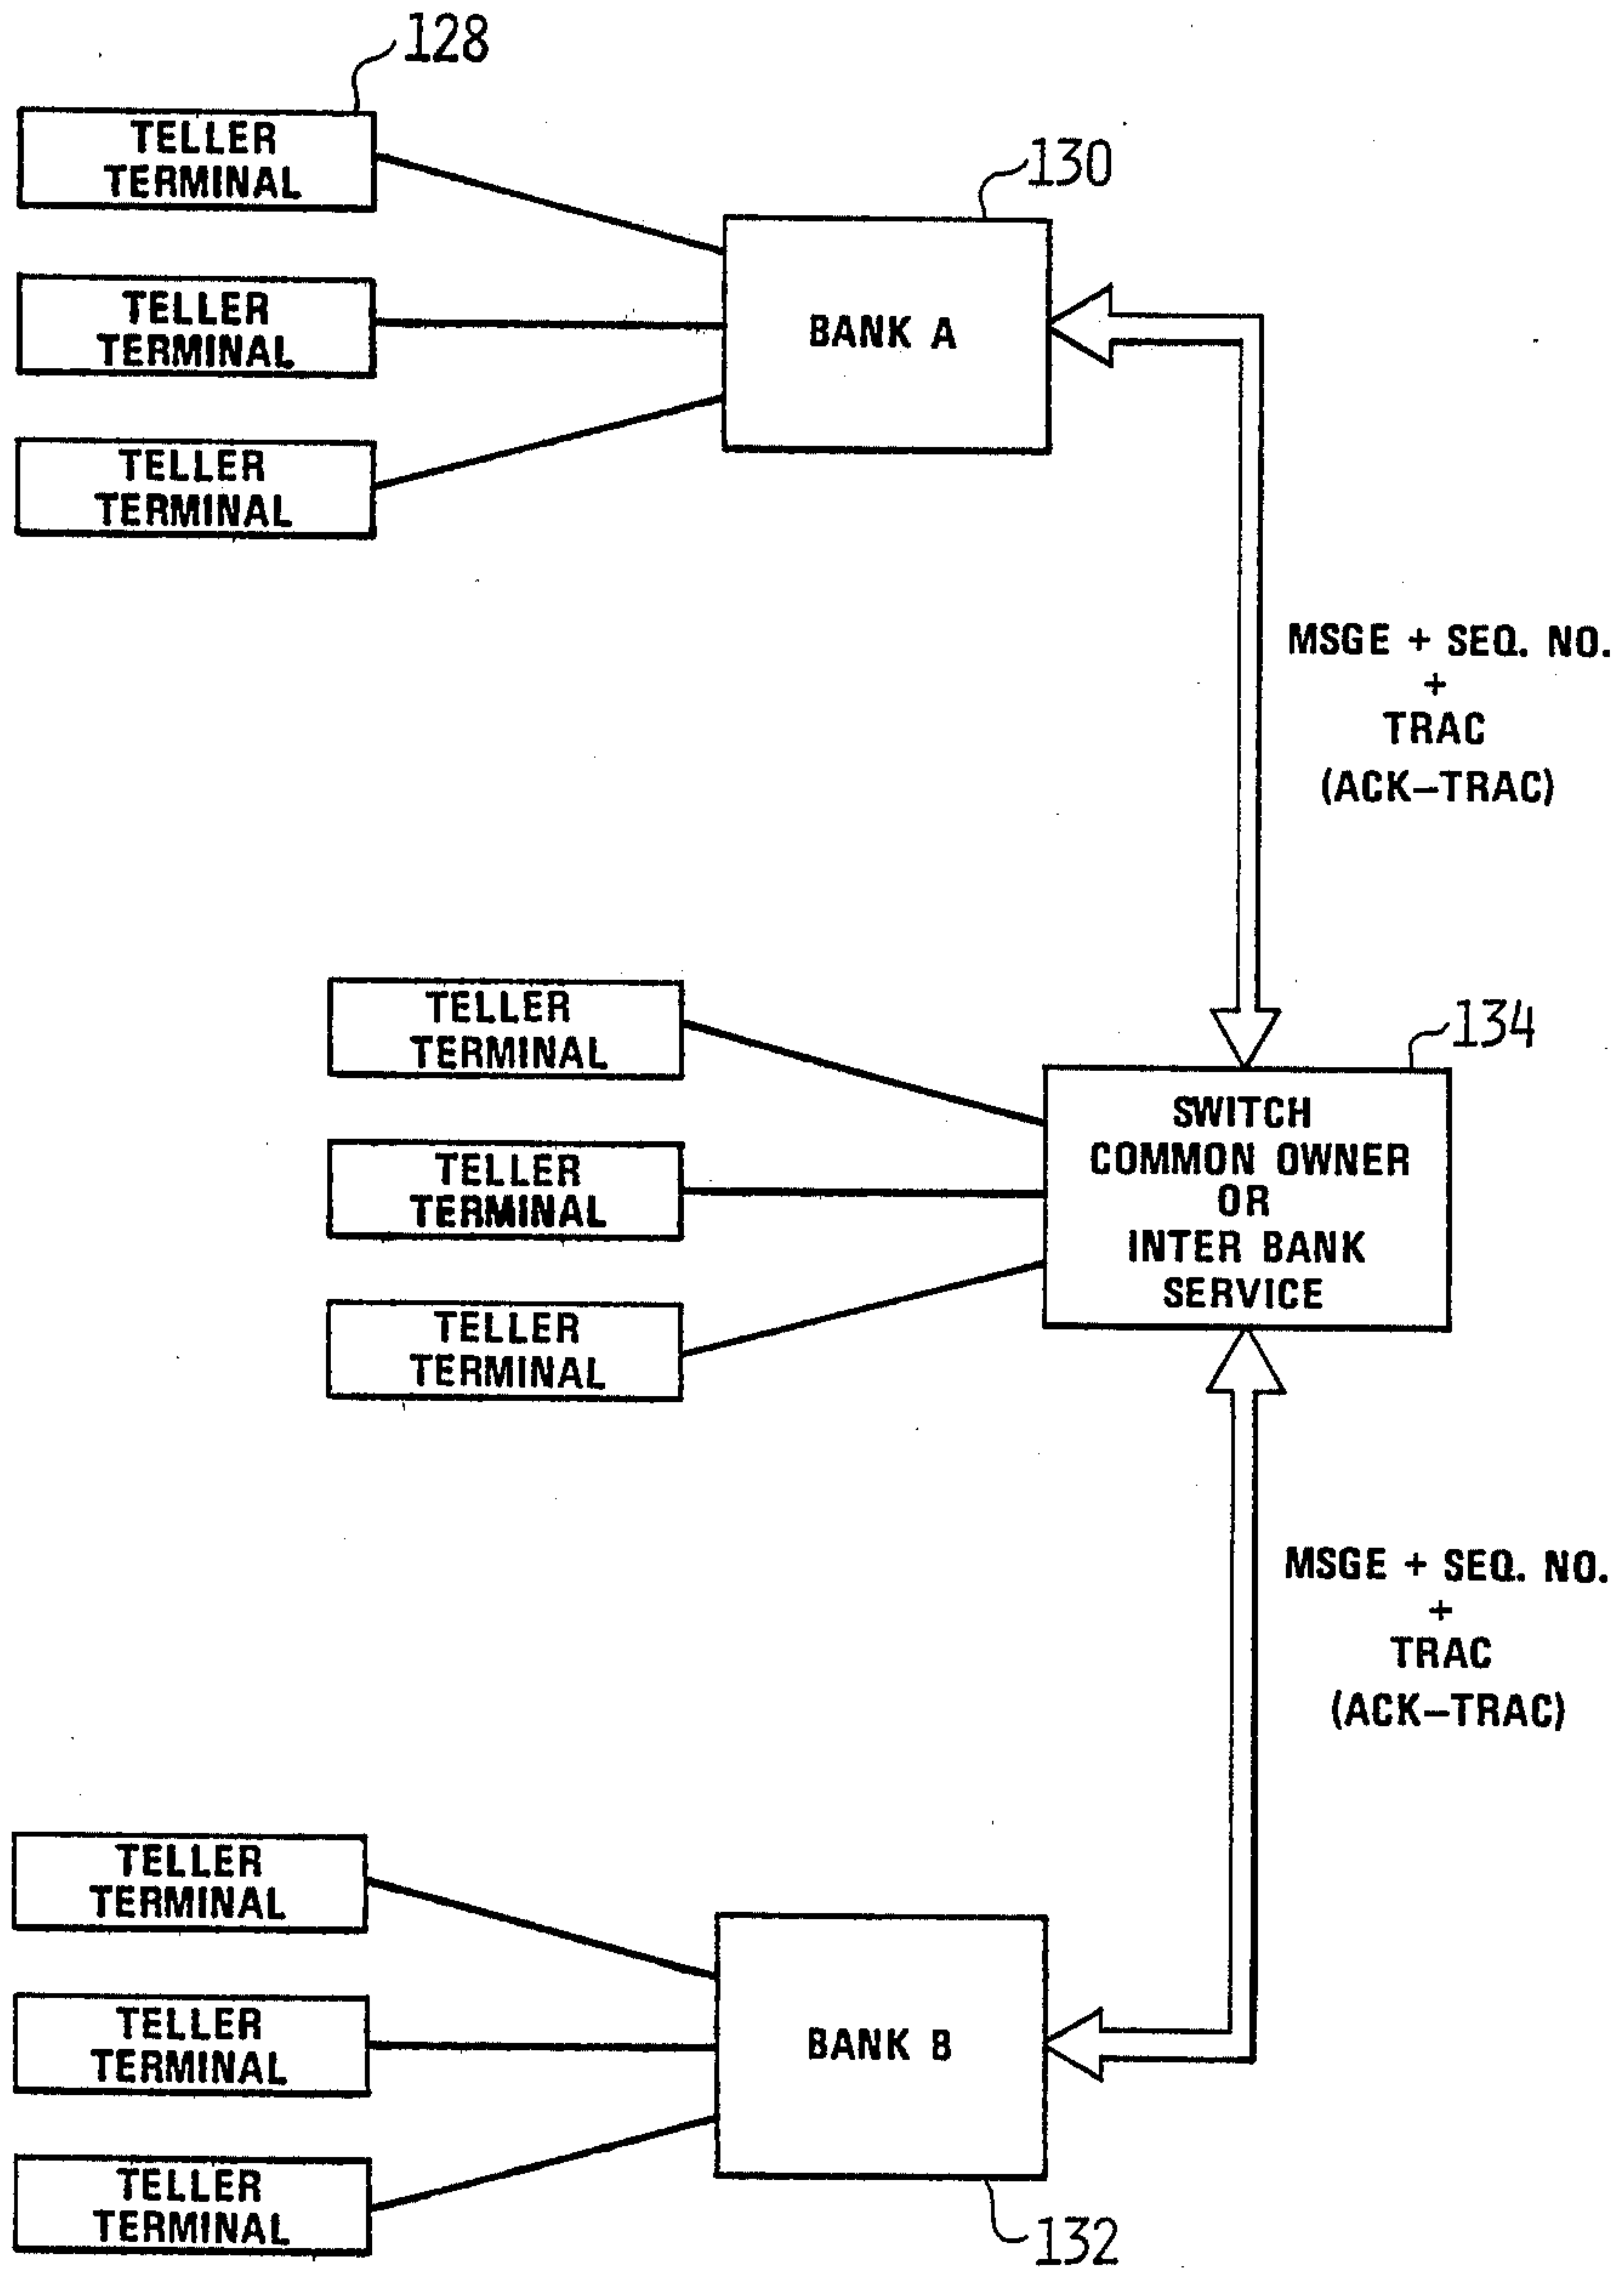 128
TELLER
TERMINAL
130
TELLER
TERMINAL
BANK A
TELLER
TERMINAL
MSGE + SEQ. NO.
+
TRAC
(ACK–TRAC)
TELLER
TERMINAL
134
SWITCH
COMMON OWNER
OR
INTER BANK
SERVICE
TELLER
TERMINAL
TELLER
TERMINAL
MSGE + SEQ. NO.
+
TRAC
(ACK–TRAC)
TELLER
TERMINAL
TELLER
TERMINAL
BANK B
TELLER
TERMINAL
132